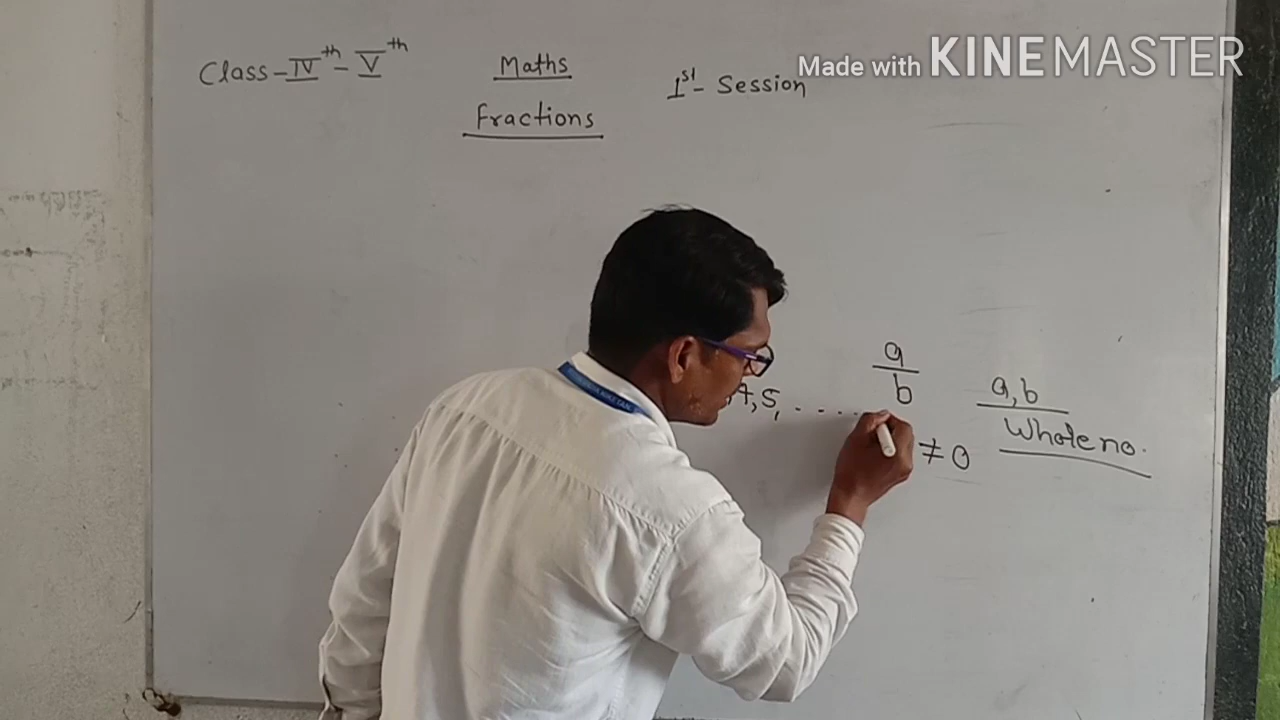 Class - IVth - Vth
Maths
1st - Session
Made with KINEMASTER
Fractions
a
b
4, 5, . . . . .
a, b
Whole no.
≠ 0